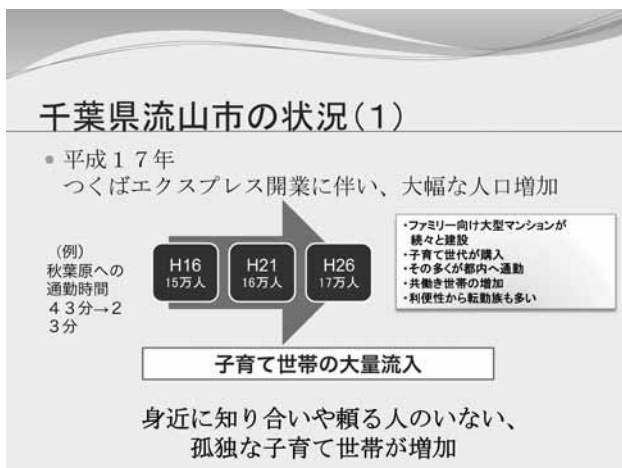 千葉県流山市の状況(1)
平成１７年
つくばエクスプレス開業に伴い、大幅な人口増加
(例)
秋葉原への
通勤時間
４３分→２
３分
H16
15万人
H21
16万人
H26
17万人
・ファミリー向け大型マンションが
続々と建設
・子育て世代が購入
・その多くが都内へ通勤
・共働き世帯の増加
・利便性から転勤族も多い
子育て世帯の大量流入
身近に知り合いや頼る人のいない、
孤独な子育て世帯が増加